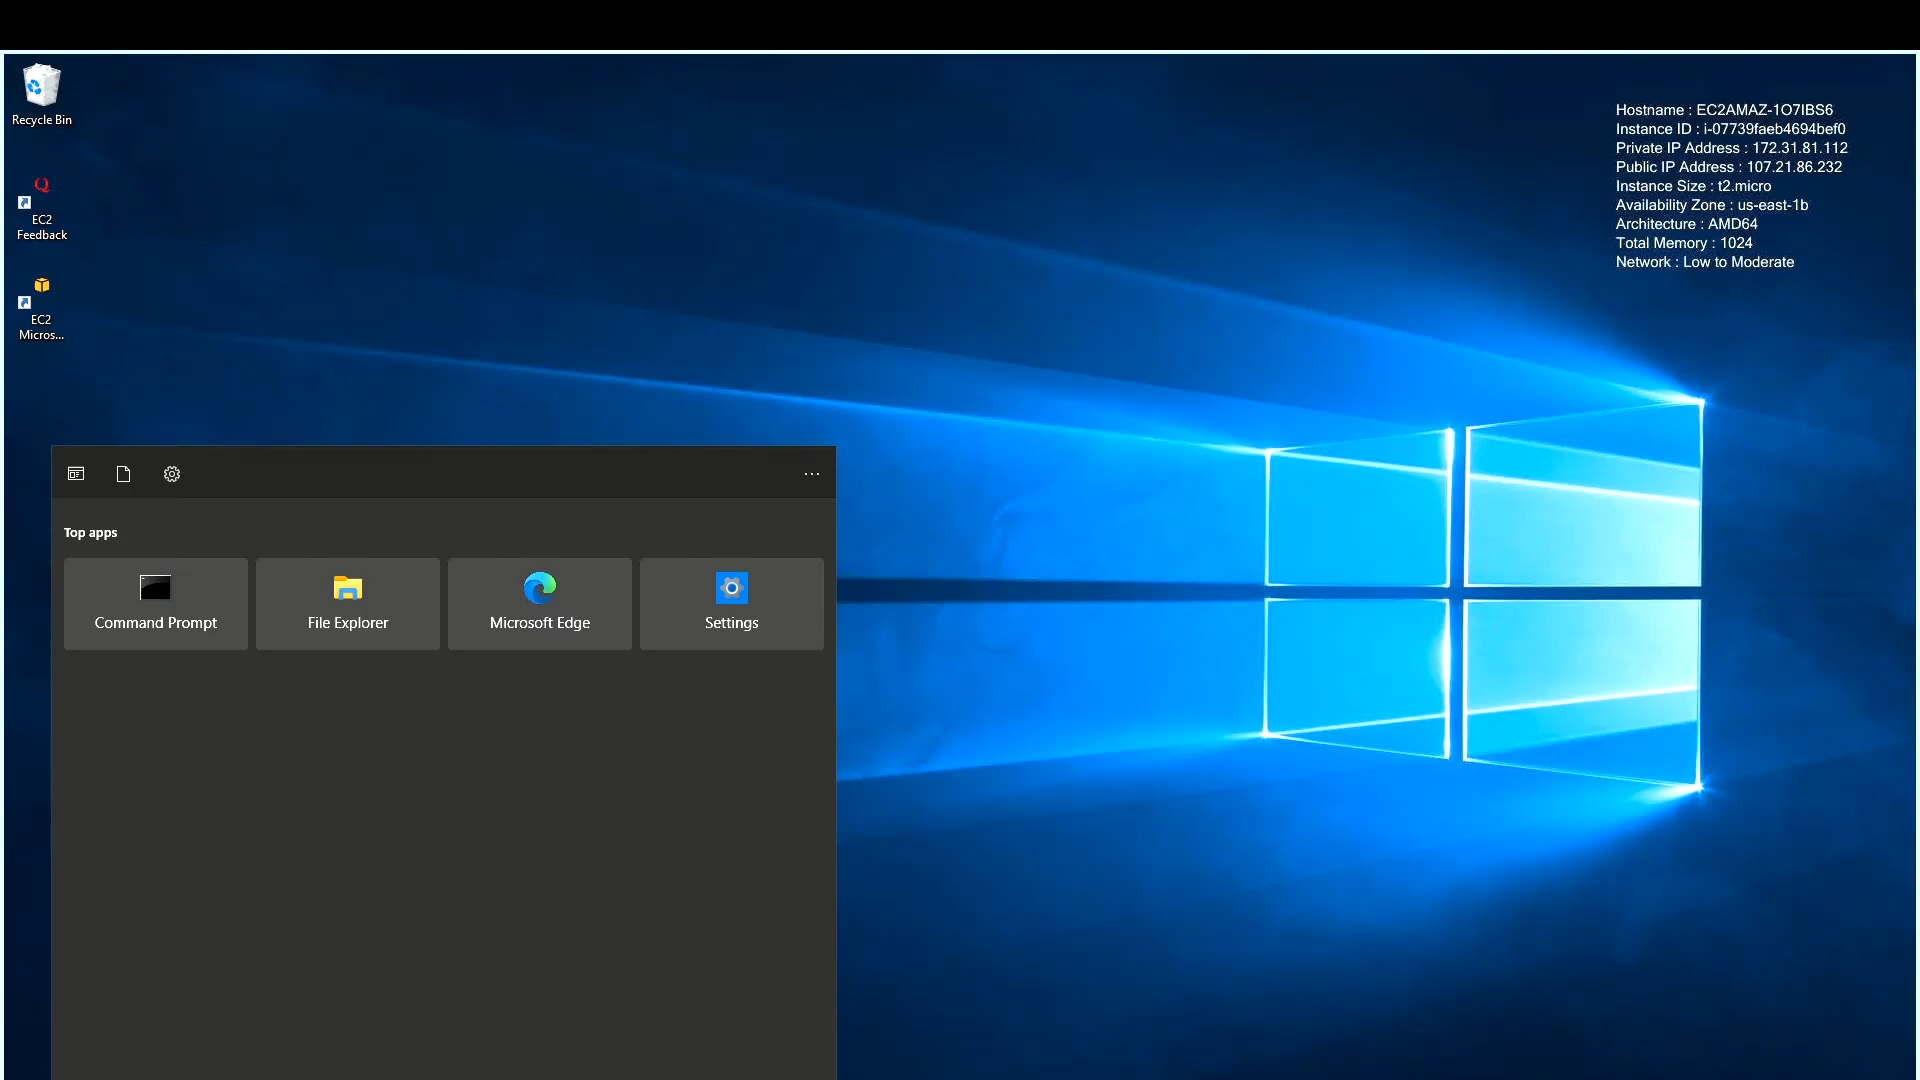 Recycle Bin
EC2
Feedback
EC2
Micros...
Hostname : EC2AMAZ-1O7IBS6
Instance ID : i-07739faeb4694bef0
Private IP Address : 172.31.81.112
Public IP Address : 107.21.86.232
Instance Size : t2.micro
Availability Zone : us-east-1b
Architecture : AMD64
Total Memory : 1024
Network : Low to Moderate
Top apps
Command Prompt
File Explorer
Microsoft Edge
Settings